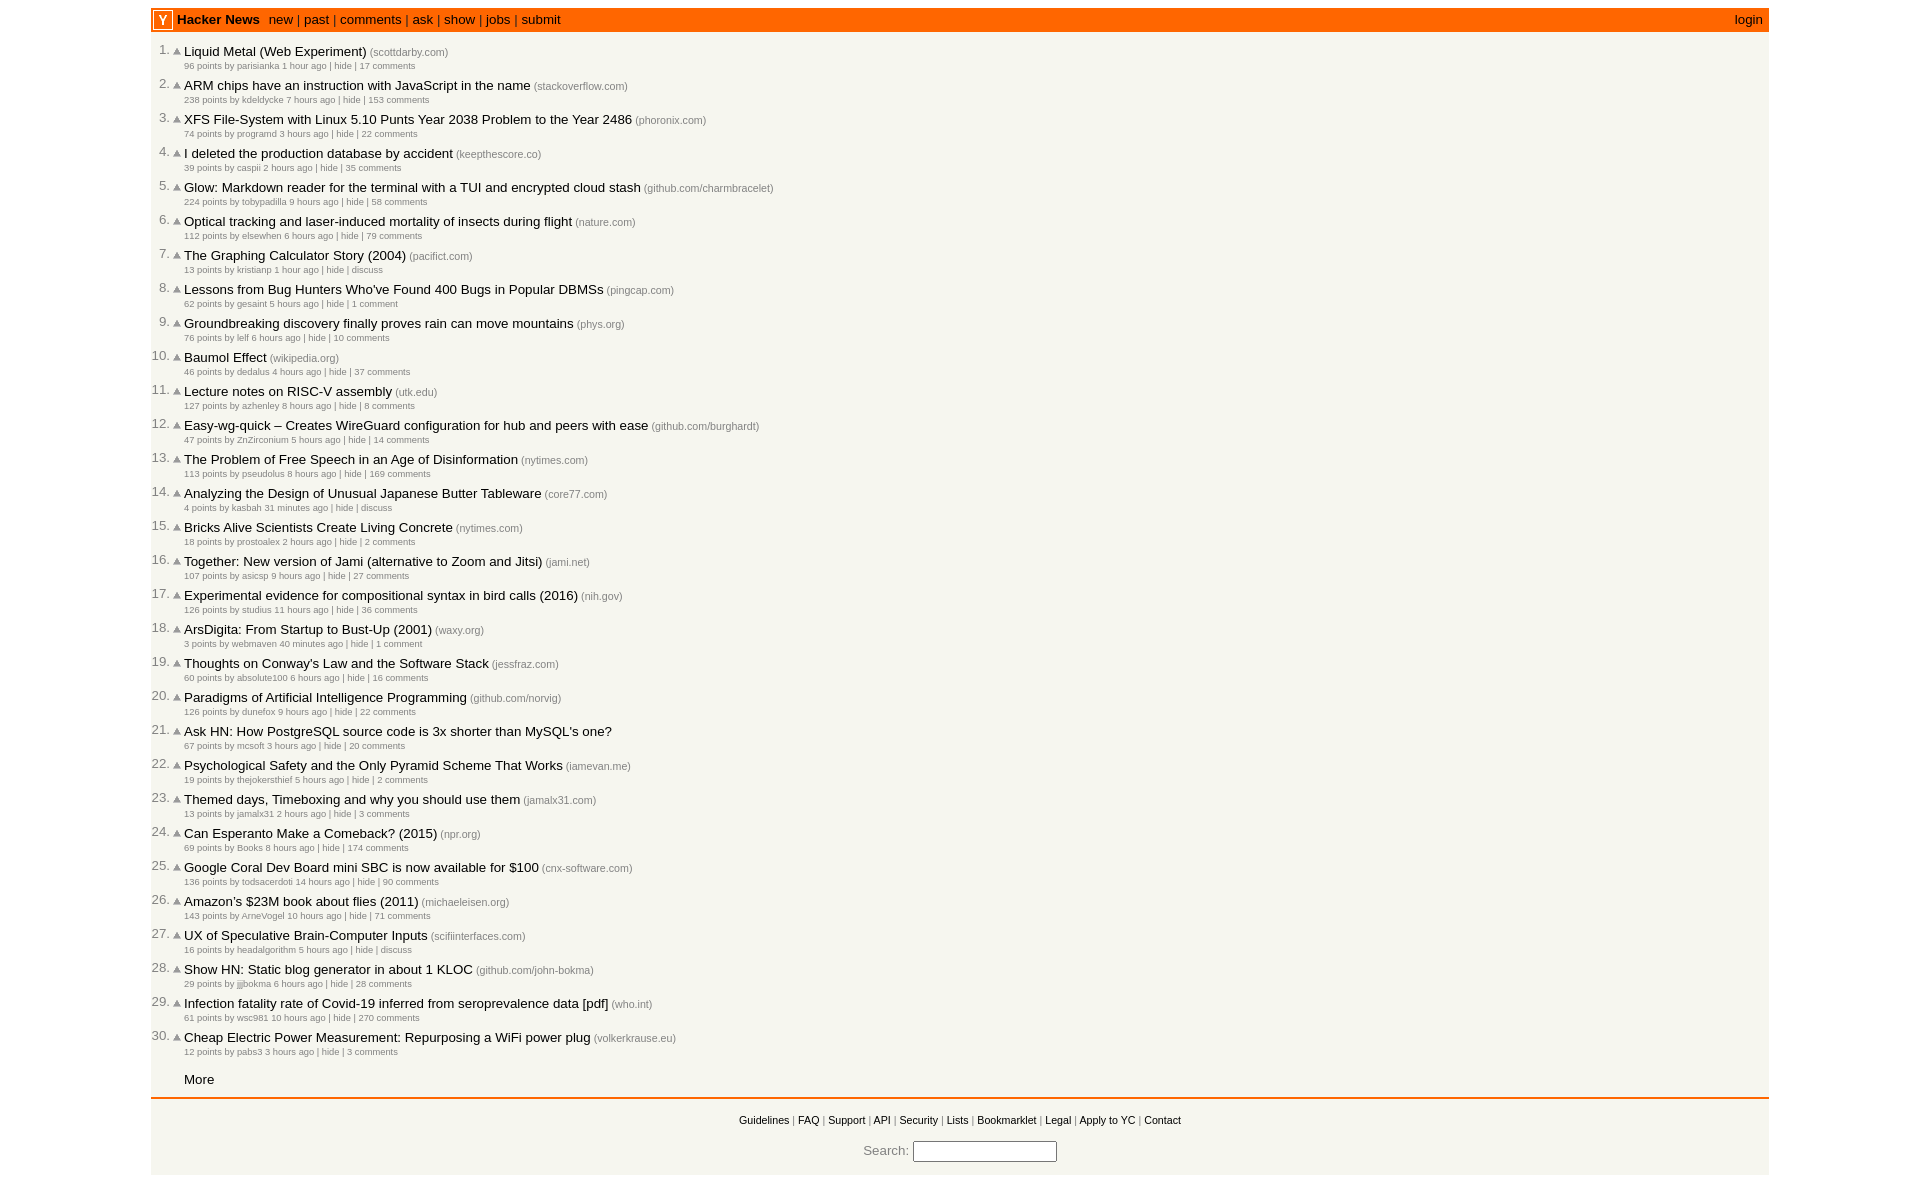 Y Hacker News new | past | comments | ask | show | jobs | submit login
1. Liquid Metal (Web Experiment) (scottdarby.com)
96 points by parisianka 1 hour ago | hide | 17 comments
2. ARM chips have an instruction with JavaScript in the name (stackoverflow.com)
238 points by kdeldycke 7 hours ago | hide | 153 comments
3. XFS File-System with Linux 5.10 Punts Year 2038 Problem to the Year 2486 (phoronix.com)
74 points by programd 3 hours ago | hide | 22 comments
4. I deleted the production database by accident (keepthescore.co)
39 points by caspii 2 hours ago | hide | 35 comments
5. Glow: Markdown reader for the terminal with a TUI and encrypted cloud stash (github.com/charmbracelet)
224 points by tobypadilla 9 hours ago | hide | 58 comments
6. Optical tracking and laser-induced mortality of insects during flight (nature.com)
112 points by elsewhen 6 hours ago | hide | 79 comments
7. The Graphing Calculator Story (2004) (pacifict.com)
13 points by kristianp 1 hour ago | hide | discuss
8. Lessons from Bug Hunters Who've Found 400 Bugs in Popular DBMSs (pingcap.com)
62 points by gesaint 5 hours ago | hide | 1 comment
9. Groundbreaking discovery finally proves rain can move mountains (phys.org)
76 points by lelf 6 hours ago | hide | 10 comments
10. Baumol Effect (wikipedia.org)
46 points by dedalus 4 hours ago | hide | 37 comments
11. Lecture notes on RISC-V assembly (utk.edu)
127 points by azhenley 8 hours ago | hide | 8 comments
12. Easy-wg-quick – Creates WireGuard configuration for hub and peers with ease (github.com/burghardt)
47 points by ZnZirconium 5 hours ago | hide | 14 comments
13. The Problem of Free Speech in an Age of Disinformation (nytimes.com)
113 points by pseudolus 8 hours ago | hide | 169 comments
14. Analyzing the Design of Unusual Japanese Butter Tableware (core77.com)
4 points by kasbah 31 minutes ago | hide | discuss
15. Bricks Alive Scientists Create Living Concrete (nytimes.com)
18 points by prostoalex 2 hours ago | hide | 2 comments
16. Together: New version of Jami (alternative to Zoom and Jitsi) (jami.net)
107 points by asicsp 9 hours ago | hide | 27 comments
17. Experimental evidence for compositional syntax in bird calls (2016) (nih.gov)
126 points by studius 11 hours ago | hide | 36 comments
18. ArsDigita: From Startup to Bust-Up (2001) (waxy.org)
3 points by webmaven 40 minutes ago | hide | 1 comment
19. Thoughts on Conway's Law and the Software Stack (jessfraz.com)
60 points by absolute100 6 hours ago | hide | 16 comments
20. Paradigms of Artificial Intelligence Programming (github.com/norvig)
126 points by dunefox 9 hours ago | hide | 22 comments
21. Ask HN: How PostgreSQL source code is 3x shorter than MySQL's one?
67 points by mcsoft 3 hours ago | hide | 20 comments
22. Psychological Safety and the Only Pyramid Scheme That Works (iamevan.me)
19 points by thejokersthief 5 hours ago | hide | 2 comments
23. Themed days, Timeboxing and why you should use them (jamalx31.com)
13 points by jamalx31 2 hours ago | hide | 3 comments
24. Can Esperanto Make a Comeback? (2015) (npr.org)
69 points by Books 8 hours ago | hide | 174 comments
25. Google Coral Dev Board mini SBC is now available for $100 (cnx-software.com)
136 points by todsacerdoti 14 hours ago | hide | 90 comments
26. Amazon’s $23M book about flies (2011) (michaeleisen.org)
143 points by ArneVogel 10 hours ago | hide | 71 comments
27. UX of Speculative Brain-Computer Inputs (scifiinterfaces.com)
16 points by headalgorithm 5 hours ago | hide | discuss
28. Show HN: Static blog generator in about 1 KLOC (github.com/john-bokma)
29 points by jjjbokma 6 hours ago | hide | 28 comments
29. Infection fatality rate of Covid-19 inferred from seroprevalence data [pdf] (who.int)
61 points by wsc981 10 hours ago | hide | 270 comments
30. Cheap Electric Power Measurement: Repurposing a WiFi power plug (volkerkrause.eu)
12 points by pabs3 3 hours ago | hide | 3 comments
More
Guidelines | FAQ | Support | API | Security | Lists | Bookmarklet | Legal | Apply to YC | Contact
Search: